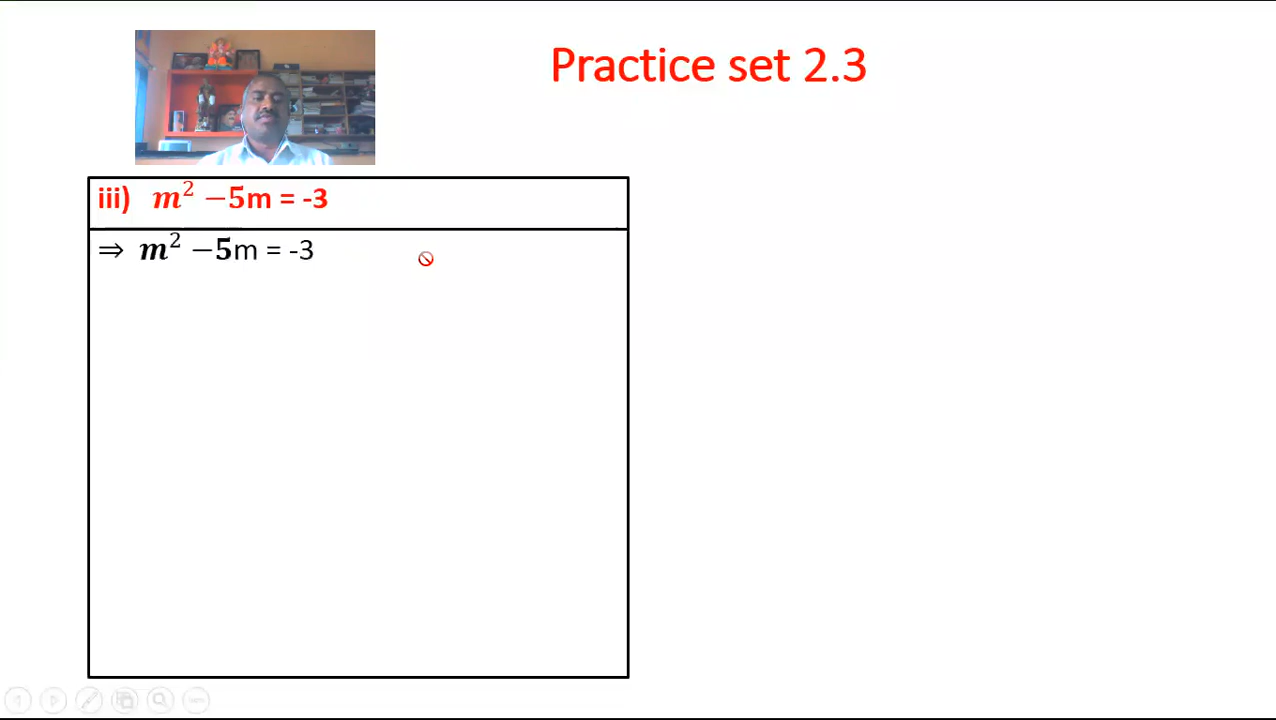 Practice set 2.3
iii) m² −5m = -3
⇒ m² −5m = -3